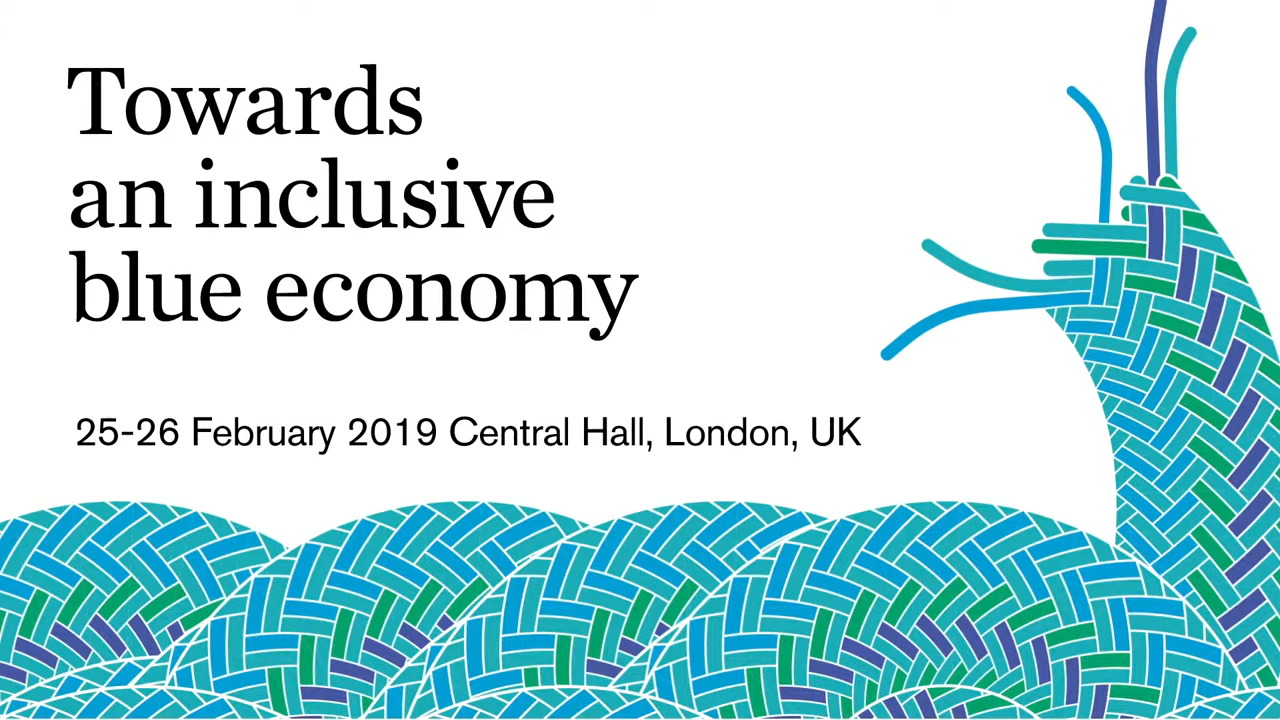 Towards
an inclusive
blue economy
25-26 February 2019 Central Hall, London, UK